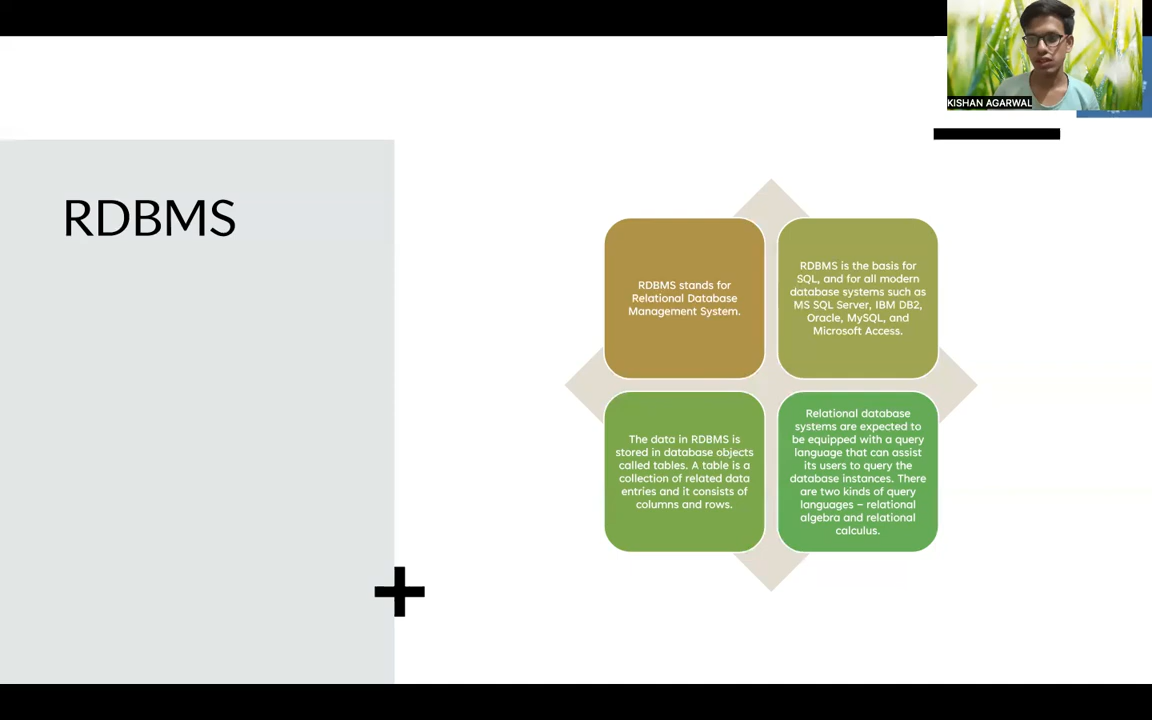 KISHAN AGARWAL
RDBMS
RDBMS stands for
Relational Database
Management System.
RDBMS is the basis for
SQL, and for all modern
database systems such as
MS SQL Server, IBM DB2,
Oracle, MySQL, and
Microsoft Access.
The data in RDBMS is
stored in database objects
called tables. A table is a
collection of related data
entries and it consists of
columns and rows.
Relational database
systems are expected to
be equipped with a query
language that can assist
its users to query the
database instances. There
are two kinds of query
languages – relational
algebra and relational
calculus.